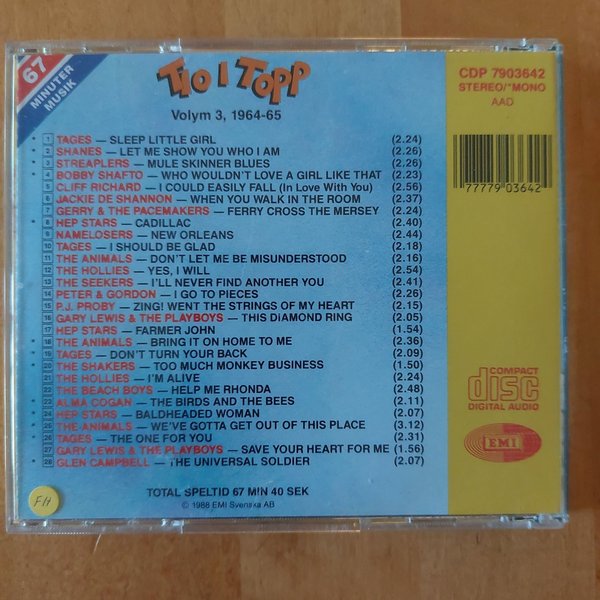 67
MINUTER
MUSIK
TIO I TOPP
Volym 3, 1964-65
CDP 7903642
STEREO/*MONO
AAD
77779 03642
* 1 TAGES — SLEEP LITTLE GIRL (2.24)
* 2 SHANES — LET ME SHOW YOU WHO I AM (2.26)
* 3 STREAPLERS — MULE SKINNER BLUES (2.26)
* 4 BOBBY SHAFTO — WHO WOULDN'T LOVE A GIRL LIKE THAT (2.23)
5 CLIFF RICHARD — I COULD EASILY FALL (In Love With You) (2.56)
6 JACKIE DE SHANNON — WHEN YOU WALK IN THE ROOM (2.37)
7 GERRY & THE PACEMAKERS — FERRY CROSS THE MERSEY (2.24)
* 8 HEP STARS — CADILLAC (2.40)
9 NAMELOSERS — NEW ORLEANS (2.44)
10 TAGES — I SHOULD BE GLAD (2.18)
11 THE ANIMALS — DON'T LET ME BE MISUNDERSTOOD (2.16)
12 THE HOLLIES — YES, I WILL (2.54)
13 THE SEEKERS — I'LL NEVER FIND ANOTHER YOU (2.41)
14 PETER & GORDON — I GO TO PIECES (2.26)
* 15 P.J. PROBY — ZING! WENT THE STRINGS OF MY HEART (2.15)
* 16 GARY LEWIS & THE PLAYBOYS — THIS DIAMOND RING (2.05)
17 HEP STARS — FARMER JOHN (1.54)
* 18 THE ANIMALS — BRING IT ON HOME TO ME (2.36)
* 19 TAGES — DON'T TURN YOUR BACK (2.09)
20 THE SHAKERS — TOO MUCH MONKEY BUSINESS (1.50)
21 THE HOLLIES — I'M ALIVE (2.24)
22 THE BEACH BOYS — HELP ME RHONDA (2.48)
* 23 ALMA COGAN — THE BIRDS AND THE BEES (2.11)
* 24 HEP STARS — BALDHEADED WOMAN (2.07)
* 25 THE ANIMALS — WE'VE GOTTA GET OUT OF THIS PLACE (3.12)
26 TAGES — THE ONE FOR YOU (2.31)
27 GARY LEWIS & THE PLAYBOYS — SAVE YOUR HEART FOR ME (1.56)
28 GLEN CAMPBELL — THE UNIVERSAL SOLDIER (2.07)
COMPACT
disc
DIGITAL AUDIO
EMI
FH
TOTAL SPELTID 67 MIN 40 SEK
© 1988 EMI Svenska AB